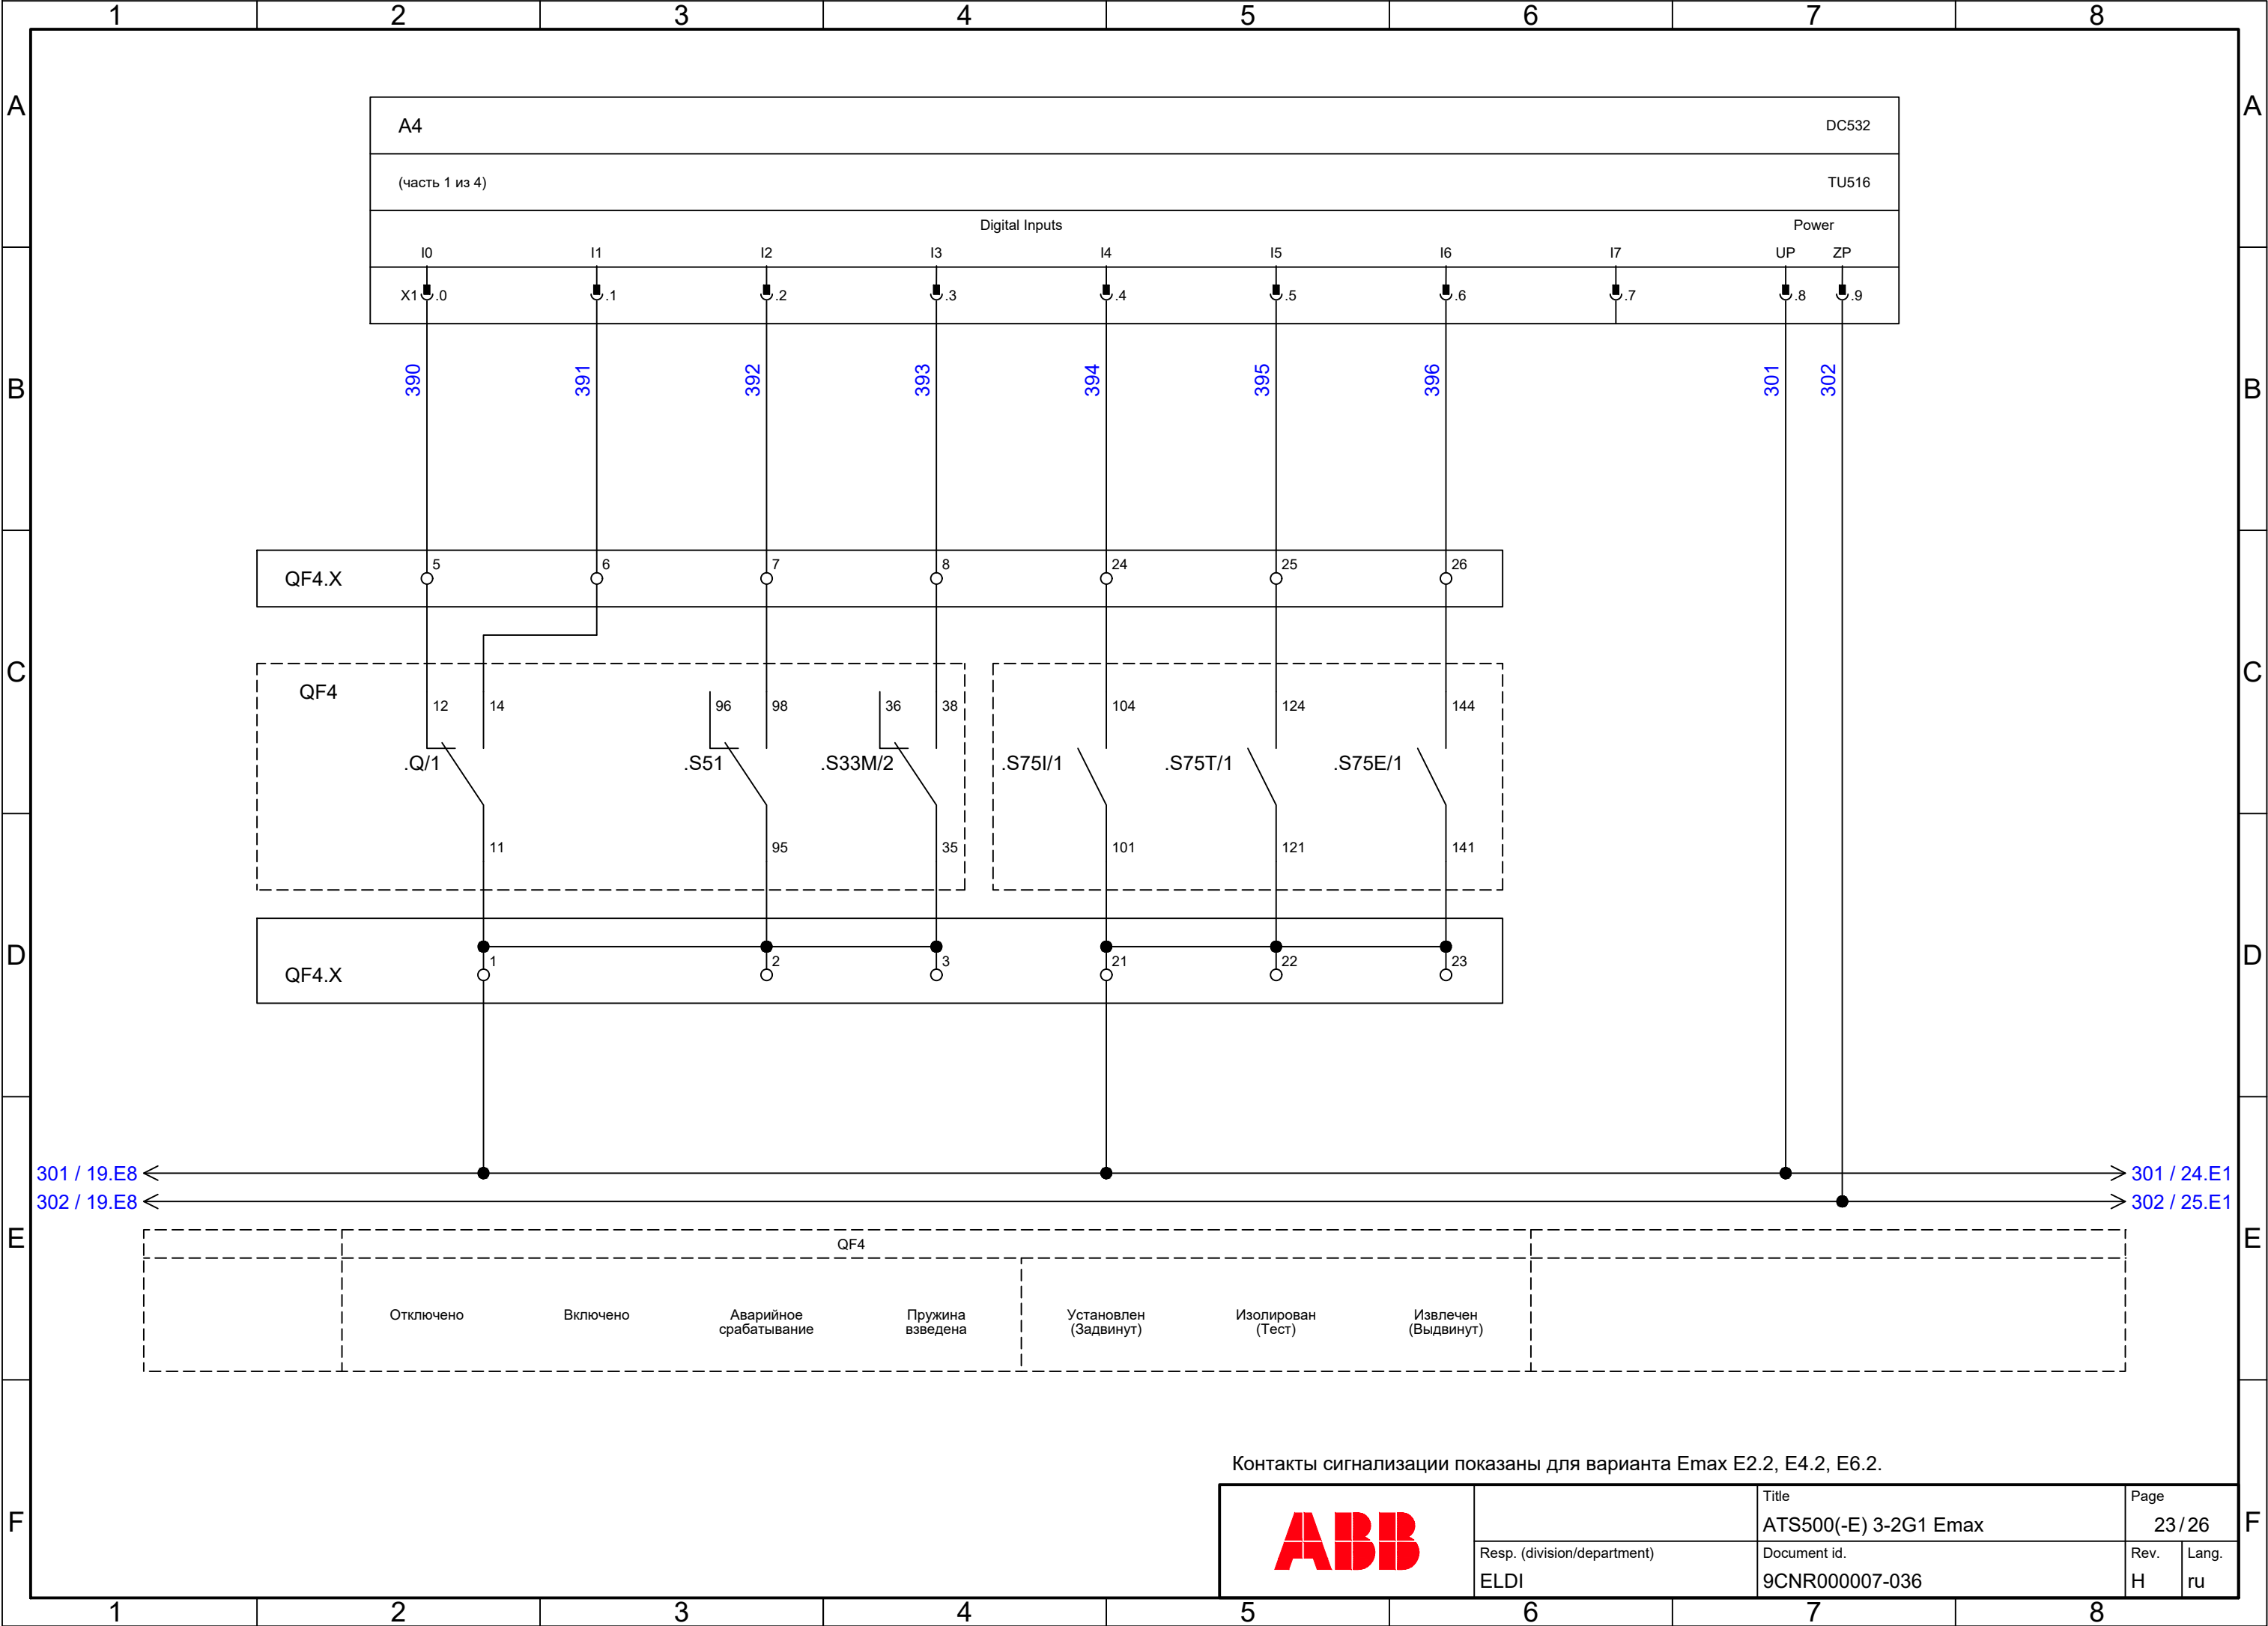 1 2 3 4 5 6 7 8
A A
A4 DC532
(часть 1 из 4) TU516
Digital Inputs Power
I0 I1 I2 I3 I4 I5 I6 I7 UP ZP
X1 .0 .1 .2 .3 .4 .5 .6 .7 .8 .9
390 391 392 393 394 395 396 301 302
B B
QF4.X 5 6 7 8 24 25 26
C C
QF4
12 14 96 98 36 38 104 124 144
.Q/1 .S51 .S33M/2 .S75I/1 .S75T/1 .S75E/1
11 95 35 101 121 141
D D
QF4.X 1 2 3 21 22 23
301 / 19.E8 301 / 24.E1
302 / 19.E8 302 / 25.E1
E E
QF4
Отключено Включено Аварийное Пружина Установлен Изолирован Извлечен
срабатывание взведена (Задвинут) (Тест) (Выдвинут)
Контакты сигнализации показаны для варианта Emax E2.2, E4.2, E6.2.
F F
ABB
Title Page
ATS500(-E) 3-2G1 Emax 23/26
Resp. (division/department) Document id. Rev. Lang.
ELDI 9CNR000007-036 H ru
1 2 3 4 5 6 7 8